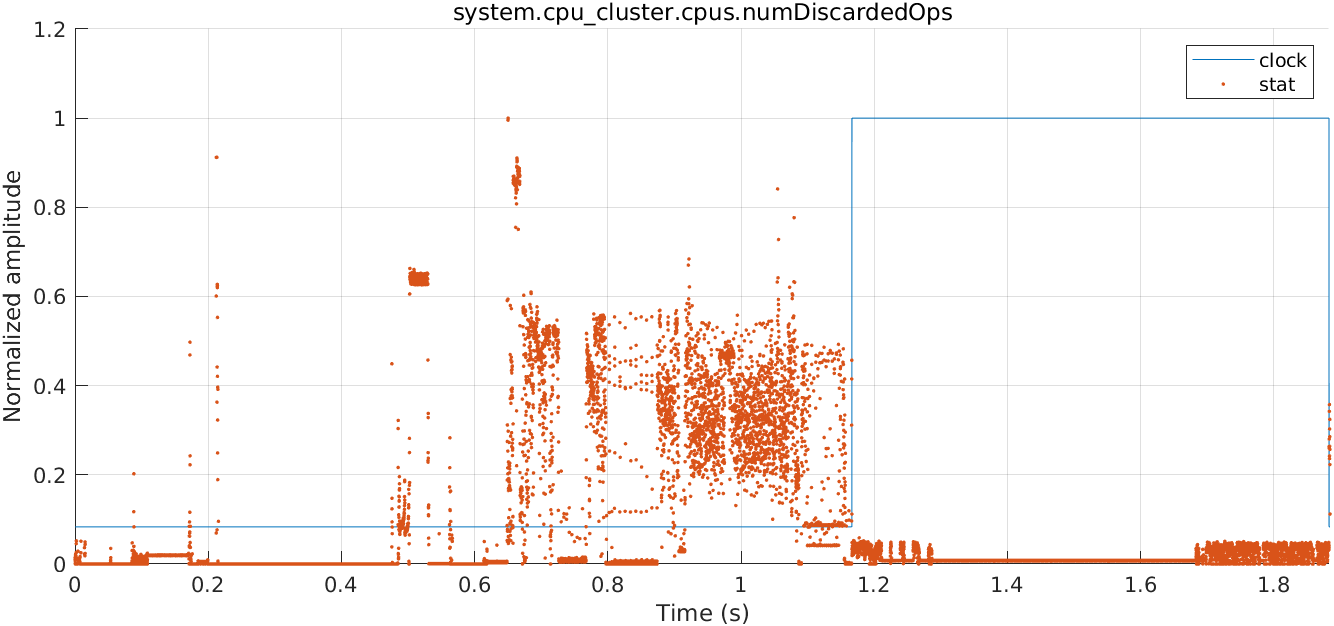 system.cpu_cluster.cpus.numDiscardedOps
1.2
1
0.8
0.6
0.4
0.2
0
Normalized amplitude
clock
stat
0 0.2 0.4 0.6 0.8 1 1.2 1.4 1.6 1.8
Time (s)